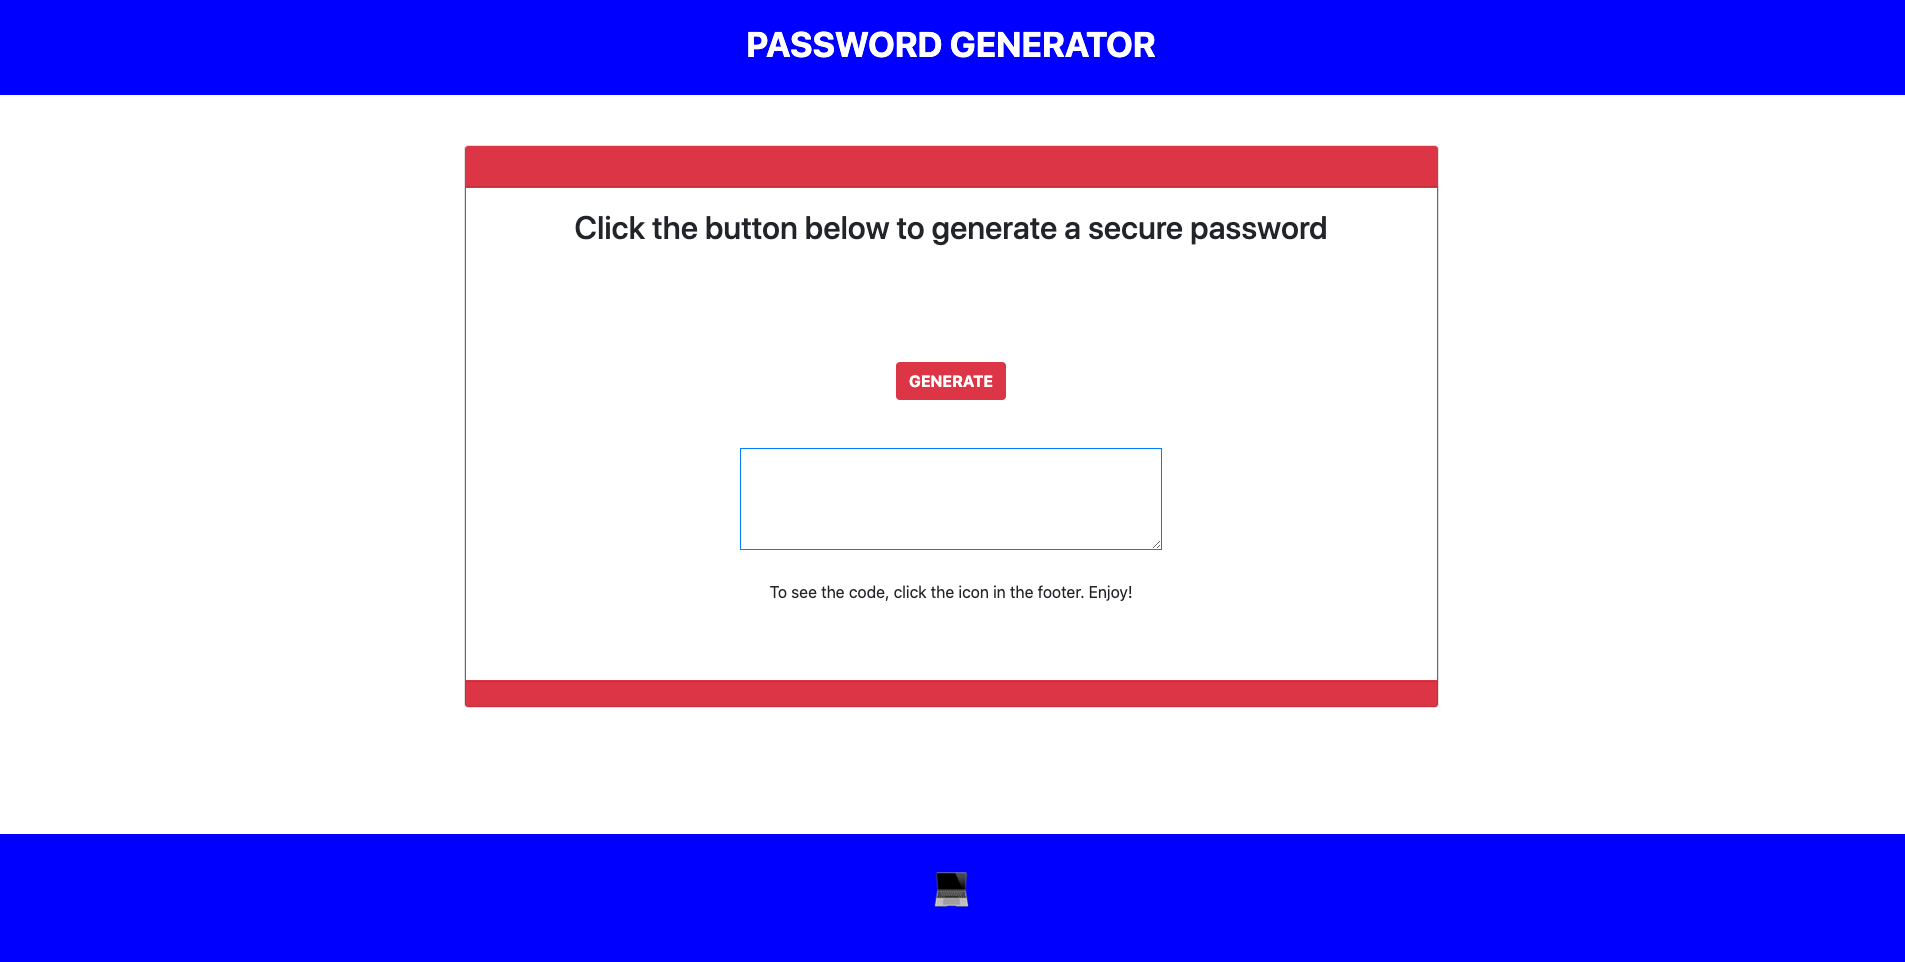 PASSWORD GENERATOR
Click the button below to generate a secure password
GENERATE
To see the code, click the icon in the footer. Enjoy!